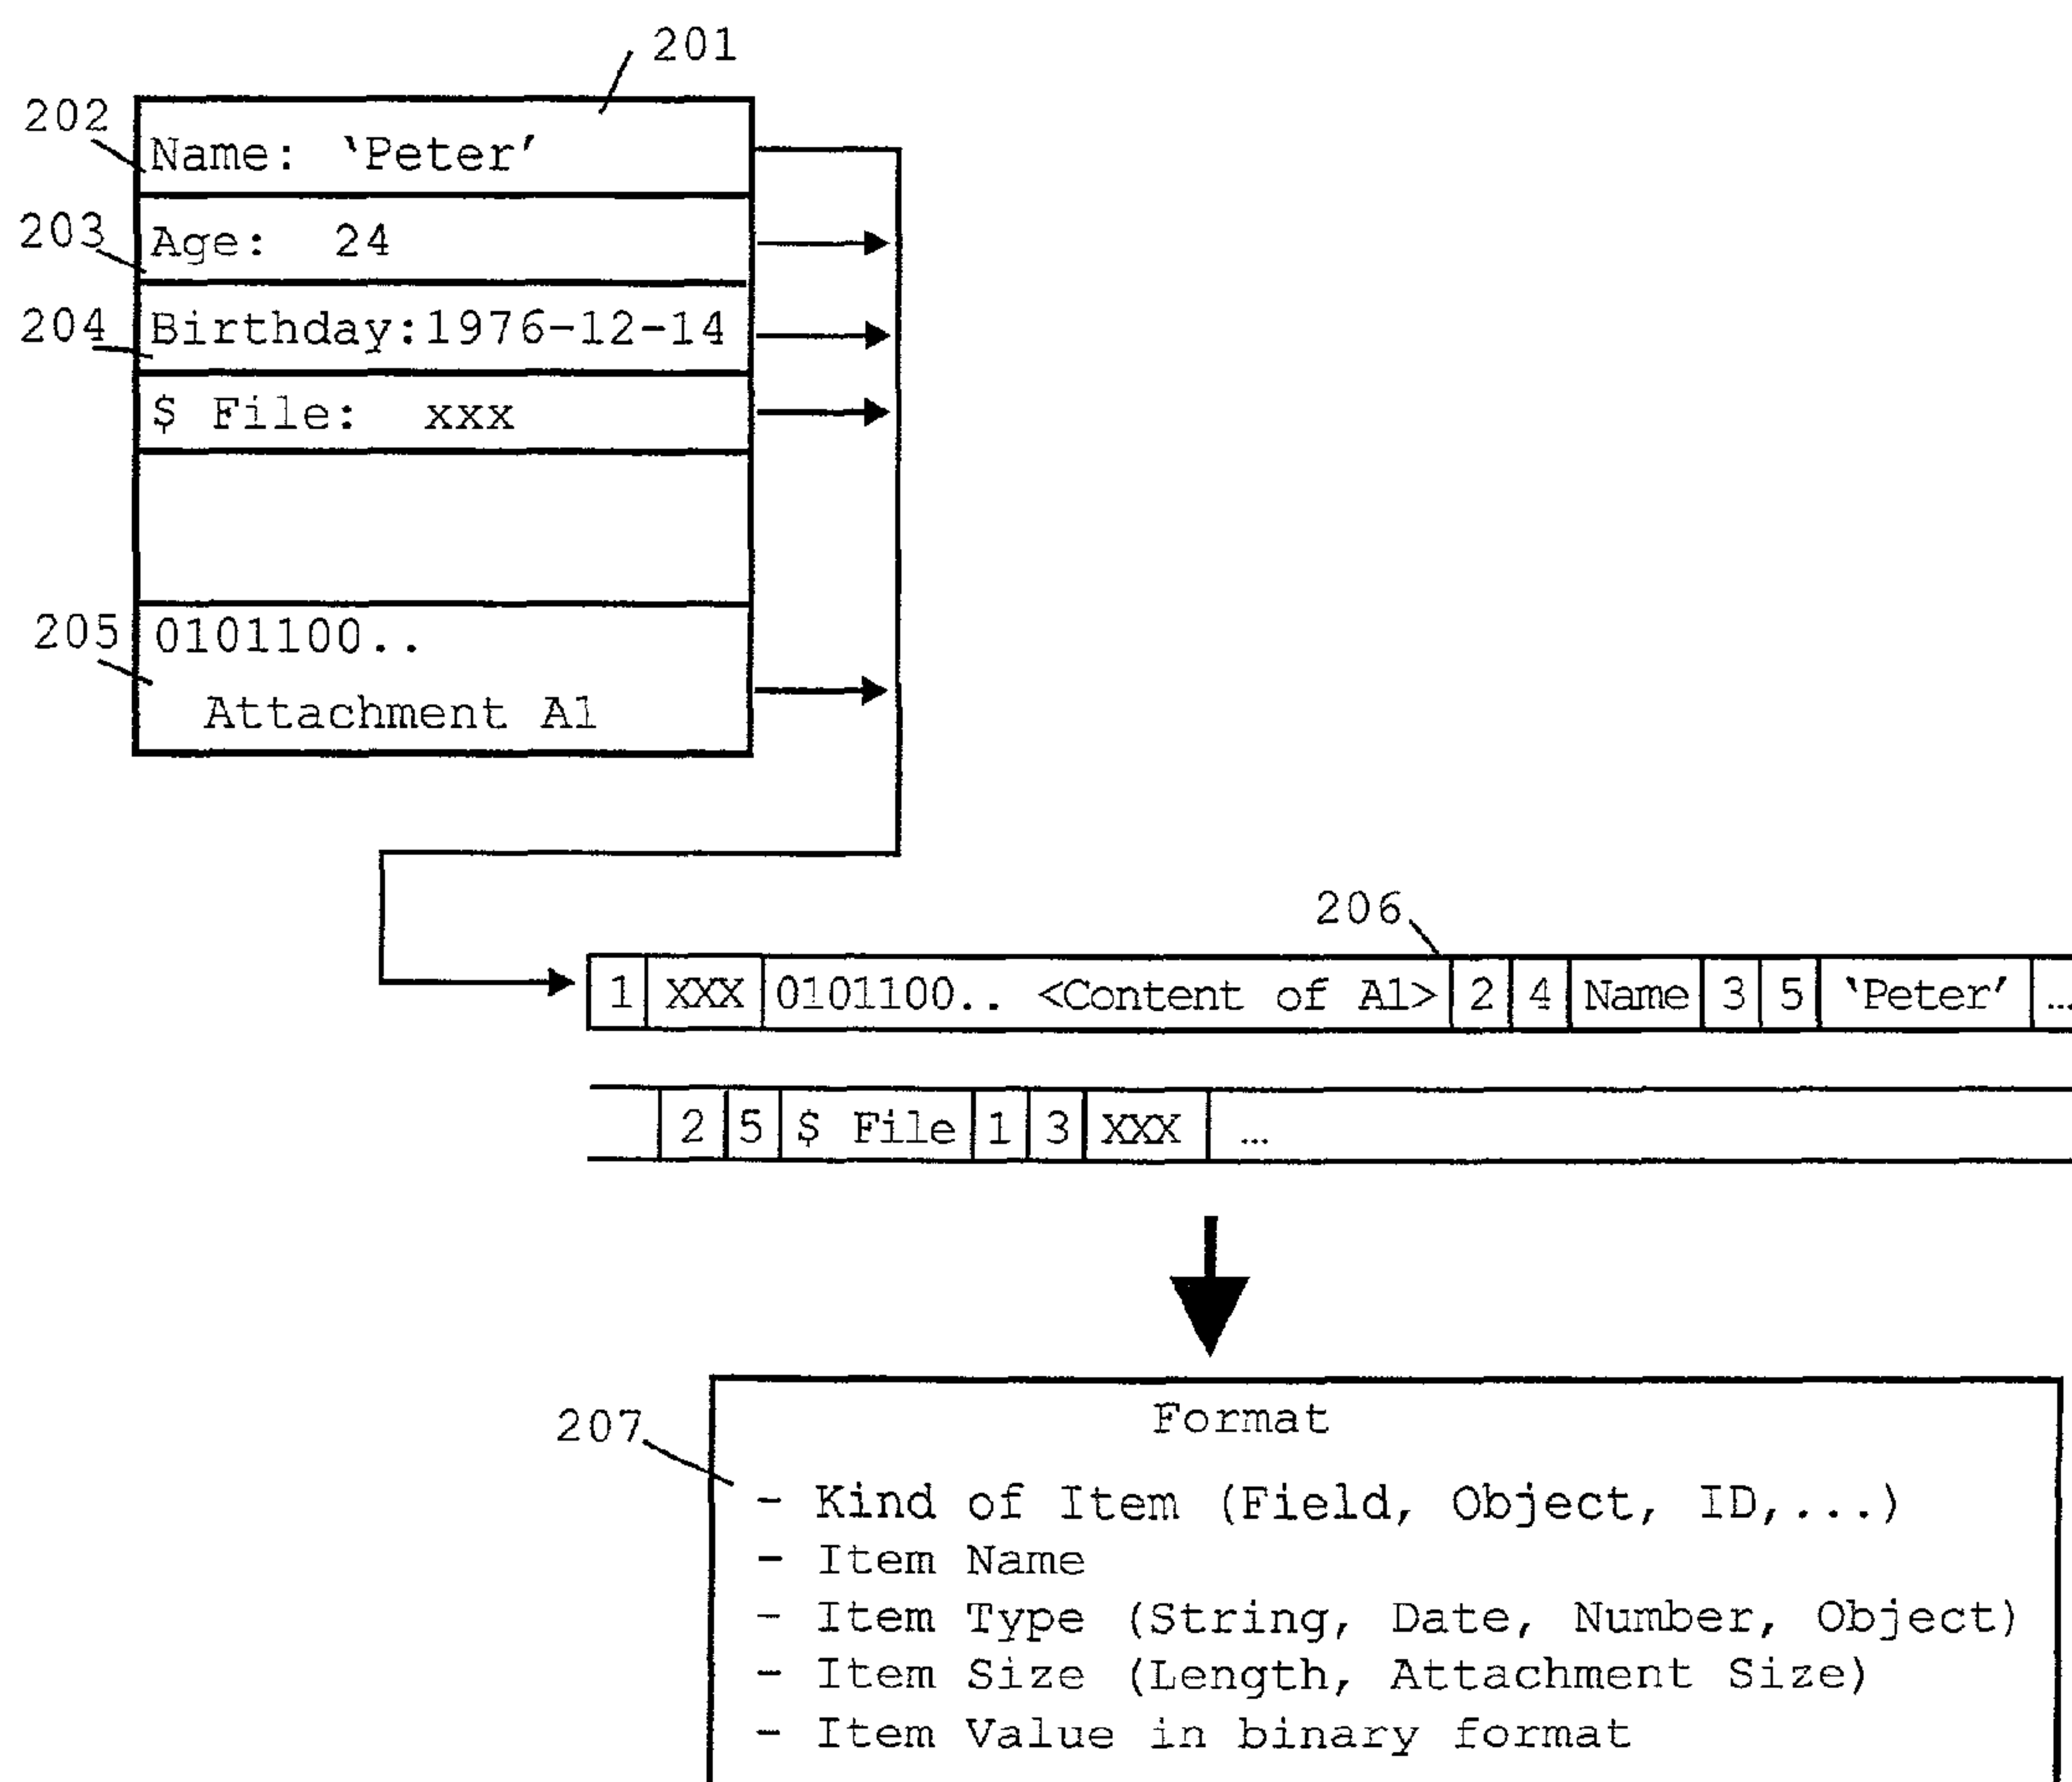 201
202
Name: ‘Peter’
203
Age: 24
204
Birthday:1976-12-14
$ File: xxx
205
0101100..
Attachment A1
206
1 XXX 0101100.. <Content of A1> 2 4 Name 3 5 ‘Peter’ …
2 5 $ File 1 3 XXX …
207
Format
- Kind of Item (Field, Object, ID,...)
- Item Name
- Item Type (String, Date, Number, Object)
- Item Size (Length, Attachment Size)
- Item Value in binary format